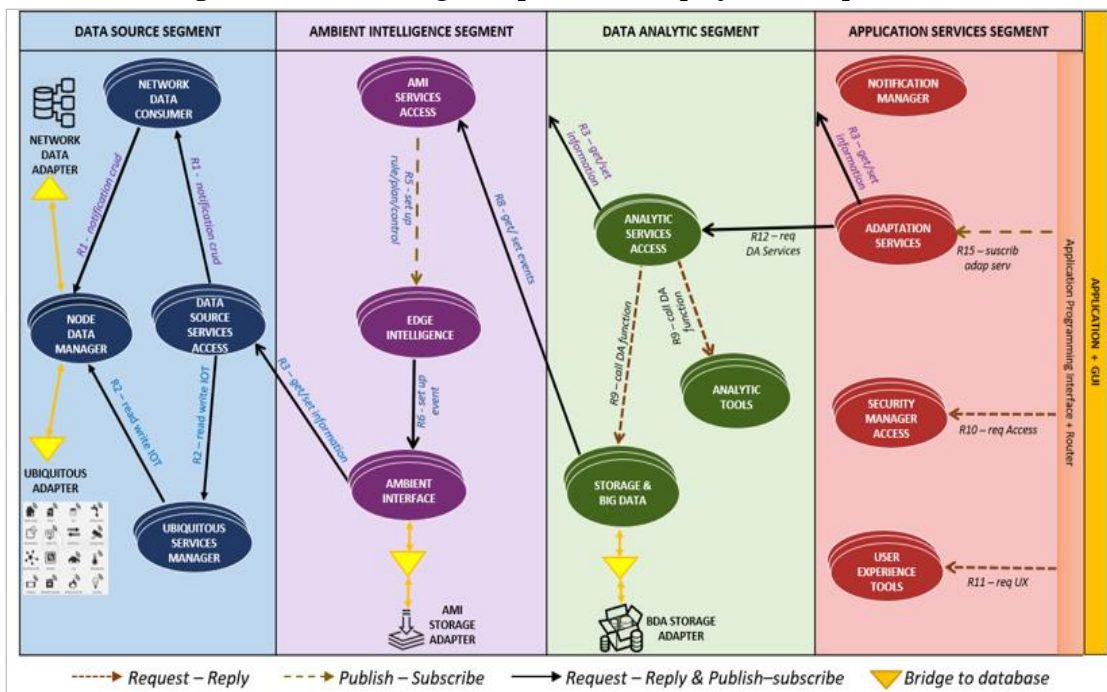 DATA SOURCE SEGMENT
AMBIENT INTELLIGENCE SEGMENT
DATA ANALYTIC SEGMENT
APPLICATION SERVICES SEGMENT
NETWORK
DATA
CONSUMER
NETWORK
DATA
ADAPTER
R1 - notification crud
R1 - notification crud
NODE
DATA
MANAGER
DATA
SOURCE
SERVICES
ACCESS
R2 – read write IOT
R2 – read write IOT
UBIQUITOUS
ADAPTER
UBIQUITOUS
SERVICES
MANAGER
AMI
SERVICES
ACCESS
R5 - set up
rule/plan/control
EDGE
INTELLIGENCE
R6 - set up
event
R3 – get/set information
AMBIENT
INTERFACE
AMI
STORAGE
ADAPTER
R8 - get/ set events
R3 – get/set
information
ANALYTIC
SERVICES
ACCESS
R12 – req
DA Services
R9 – call DA function
R9 – call DA
function
ANALYTIC
TOOLS
STORAGE &
BIG DATA
BDA STORAGE
ADAPTER
NOTIFICATION
MANAGER
R3 – get/set
information
ADAPTATION
SERVICES
R15 – suscrib
adap serv
SECURITY
MANAGER
ACCESS
R10 – req Access
USER
EXPERIENCE
TOOLS
R11 – req UX
Application Programming Interface + Router
APPLICATION + GUI
Request – Reply
Publish – Subscribe
Request – Reply & Publish–subscribe
Bridge to database